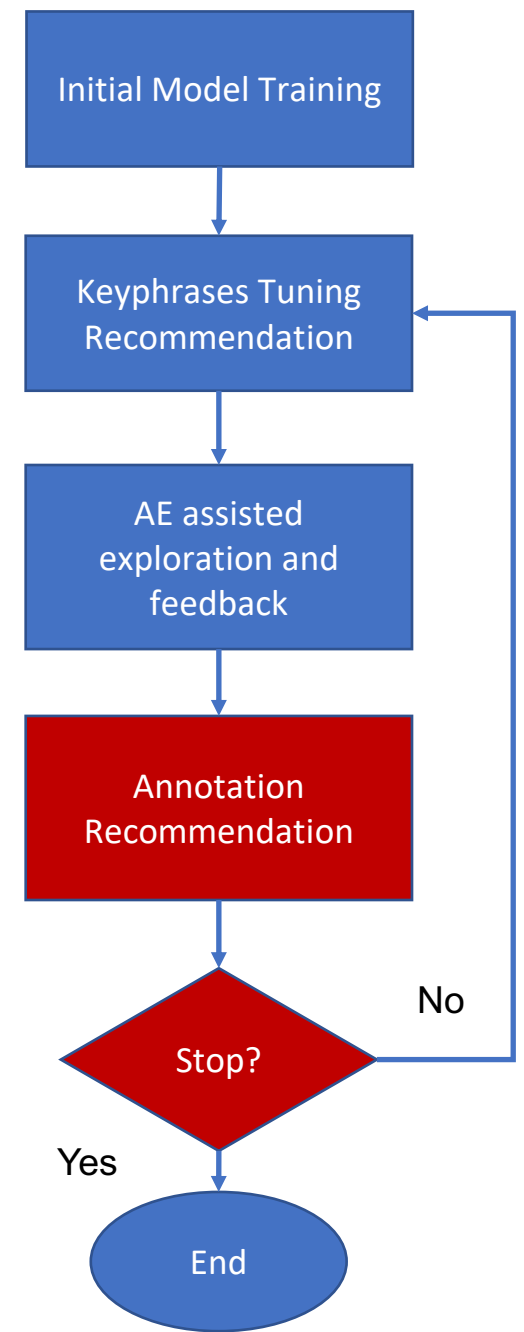 Initial Model Training
Keyphrases Tuning
Recommendation
AE assisted
exploration and
feedback
Annotation
Recommendation
No
Stop?
Yes
End